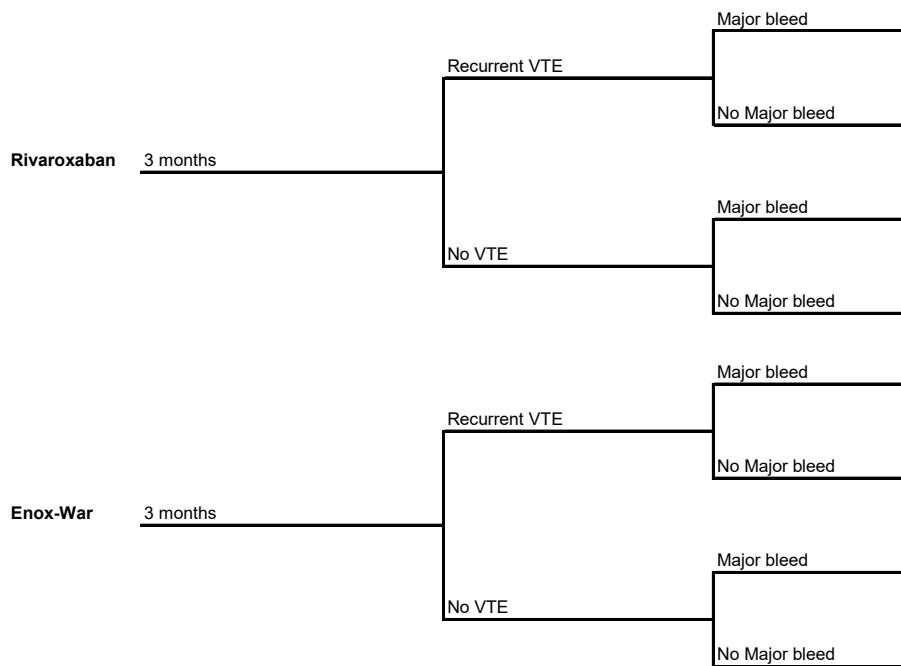 Major bleed
Recurrent VTE
No Major bleed
Rivaroxaban 3 months
Major bleed
No VTE
No Major bleed
Major bleed
Recurrent VTE
No Major bleed
Enox-War 3 months
Major bleed
No VTE
No Major bleed